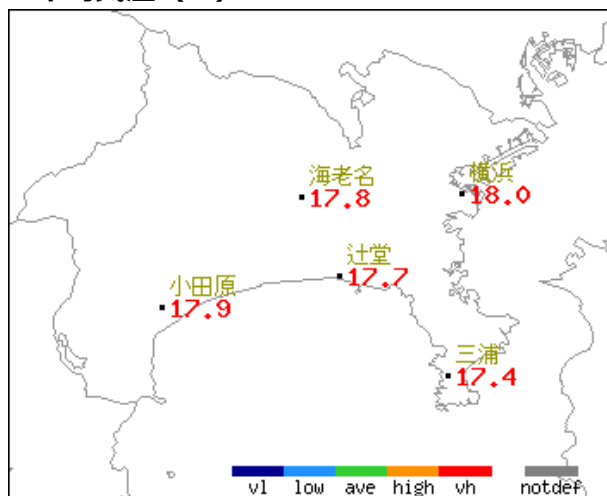 海老名
17.8
横浜
18.0
辻堂
17.7
小田原
17.9
三浦
17.4
vl low ave high vh notdef